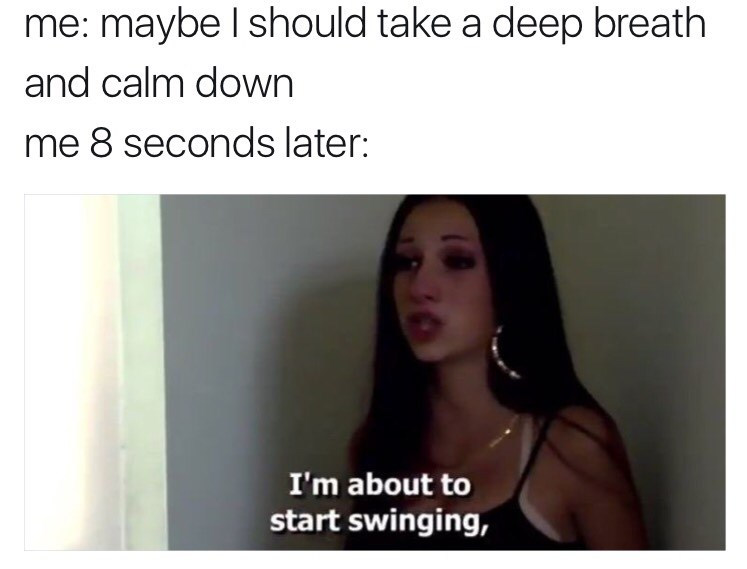 me: maybe I should take a deep breath
and calm down
me 8 seconds later:
I'm about to
start swinging,